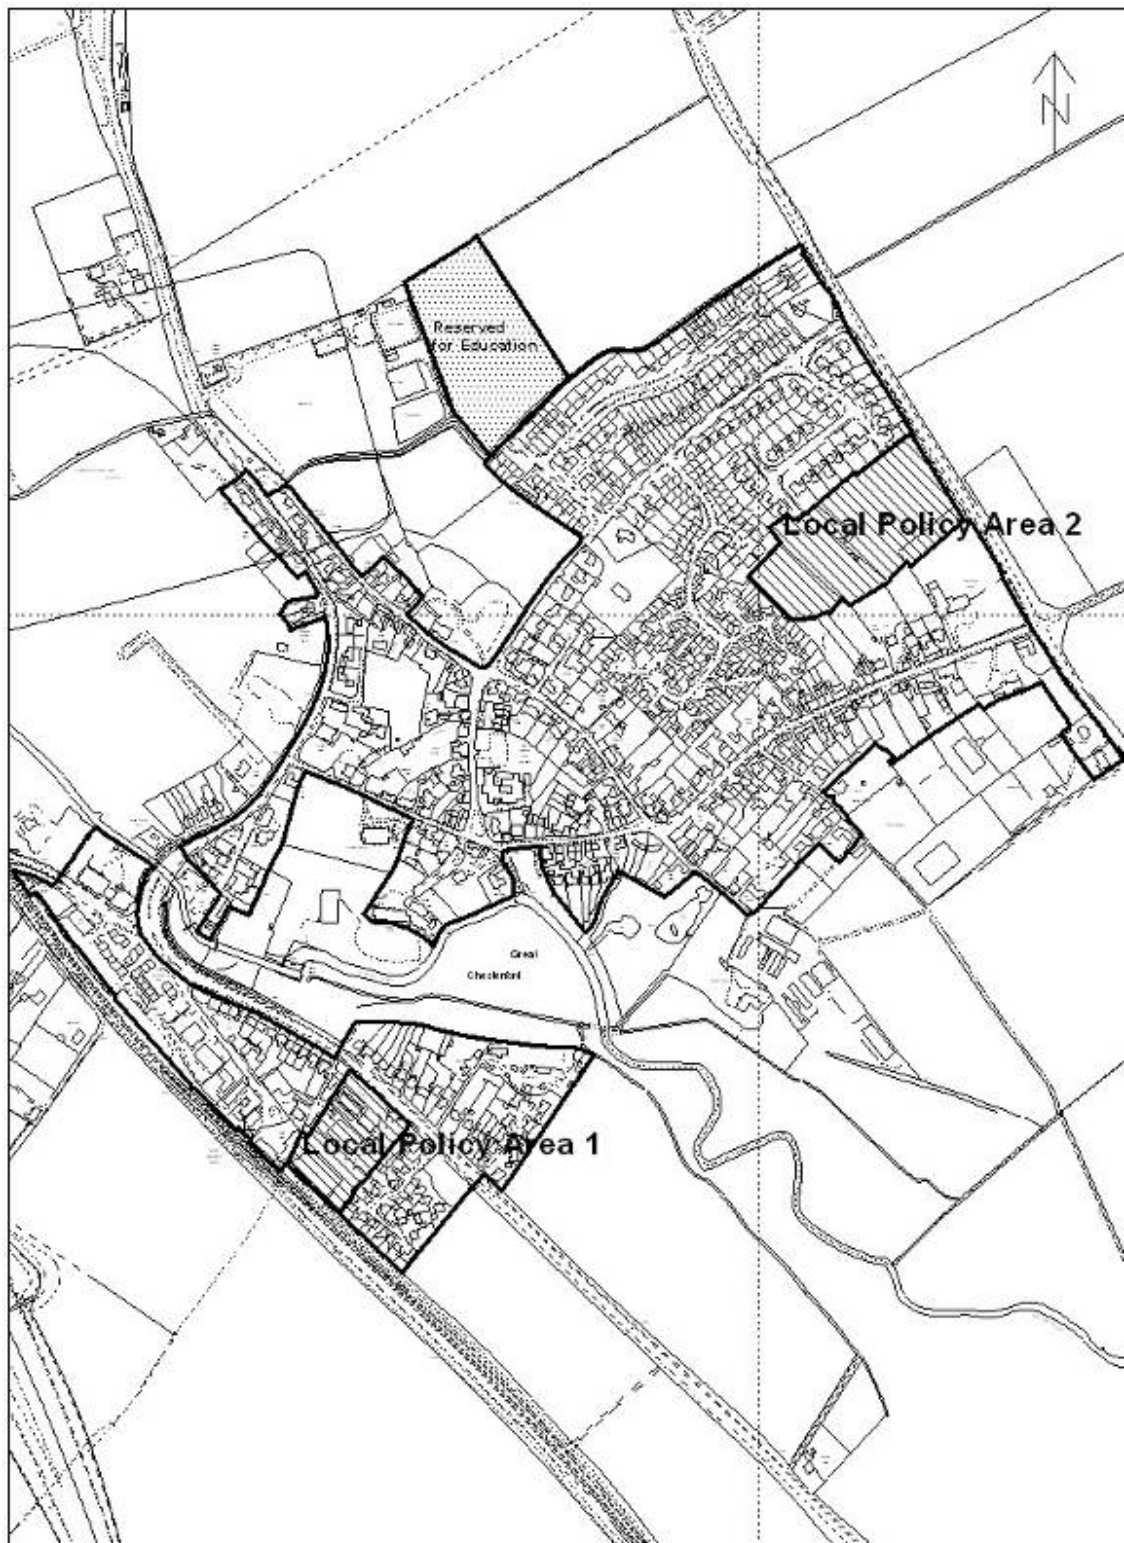 N
Reserved
for Education
Local Policy Area 2
Great
Chesterford
Local Policy Area 1